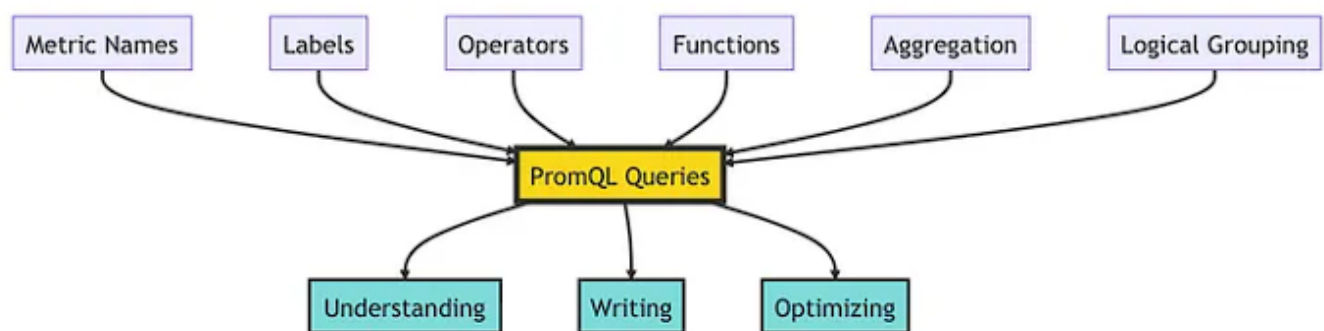 Metric Names
Labels
Operators
Functions
Aggregation
Logical Grouping
PromQL Queries
Understanding
Writing
Optimizing